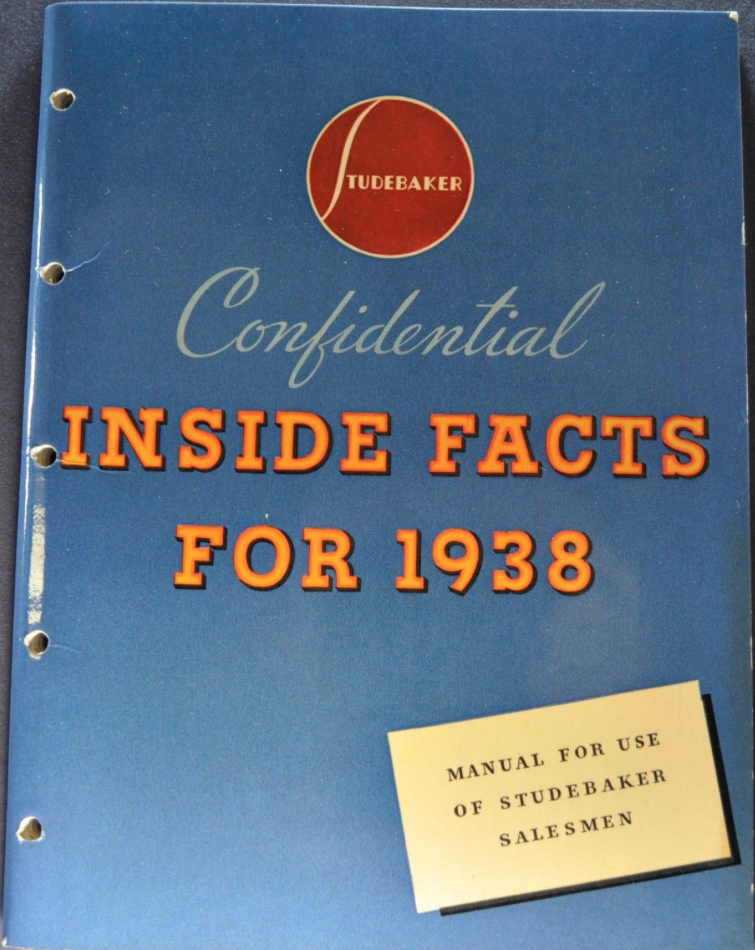 STUDEBAKER
Confidential
INSIDE FACTS
FOR 1938
MANUAL FOR USE
OF STUDEBAKER
SALESMEN